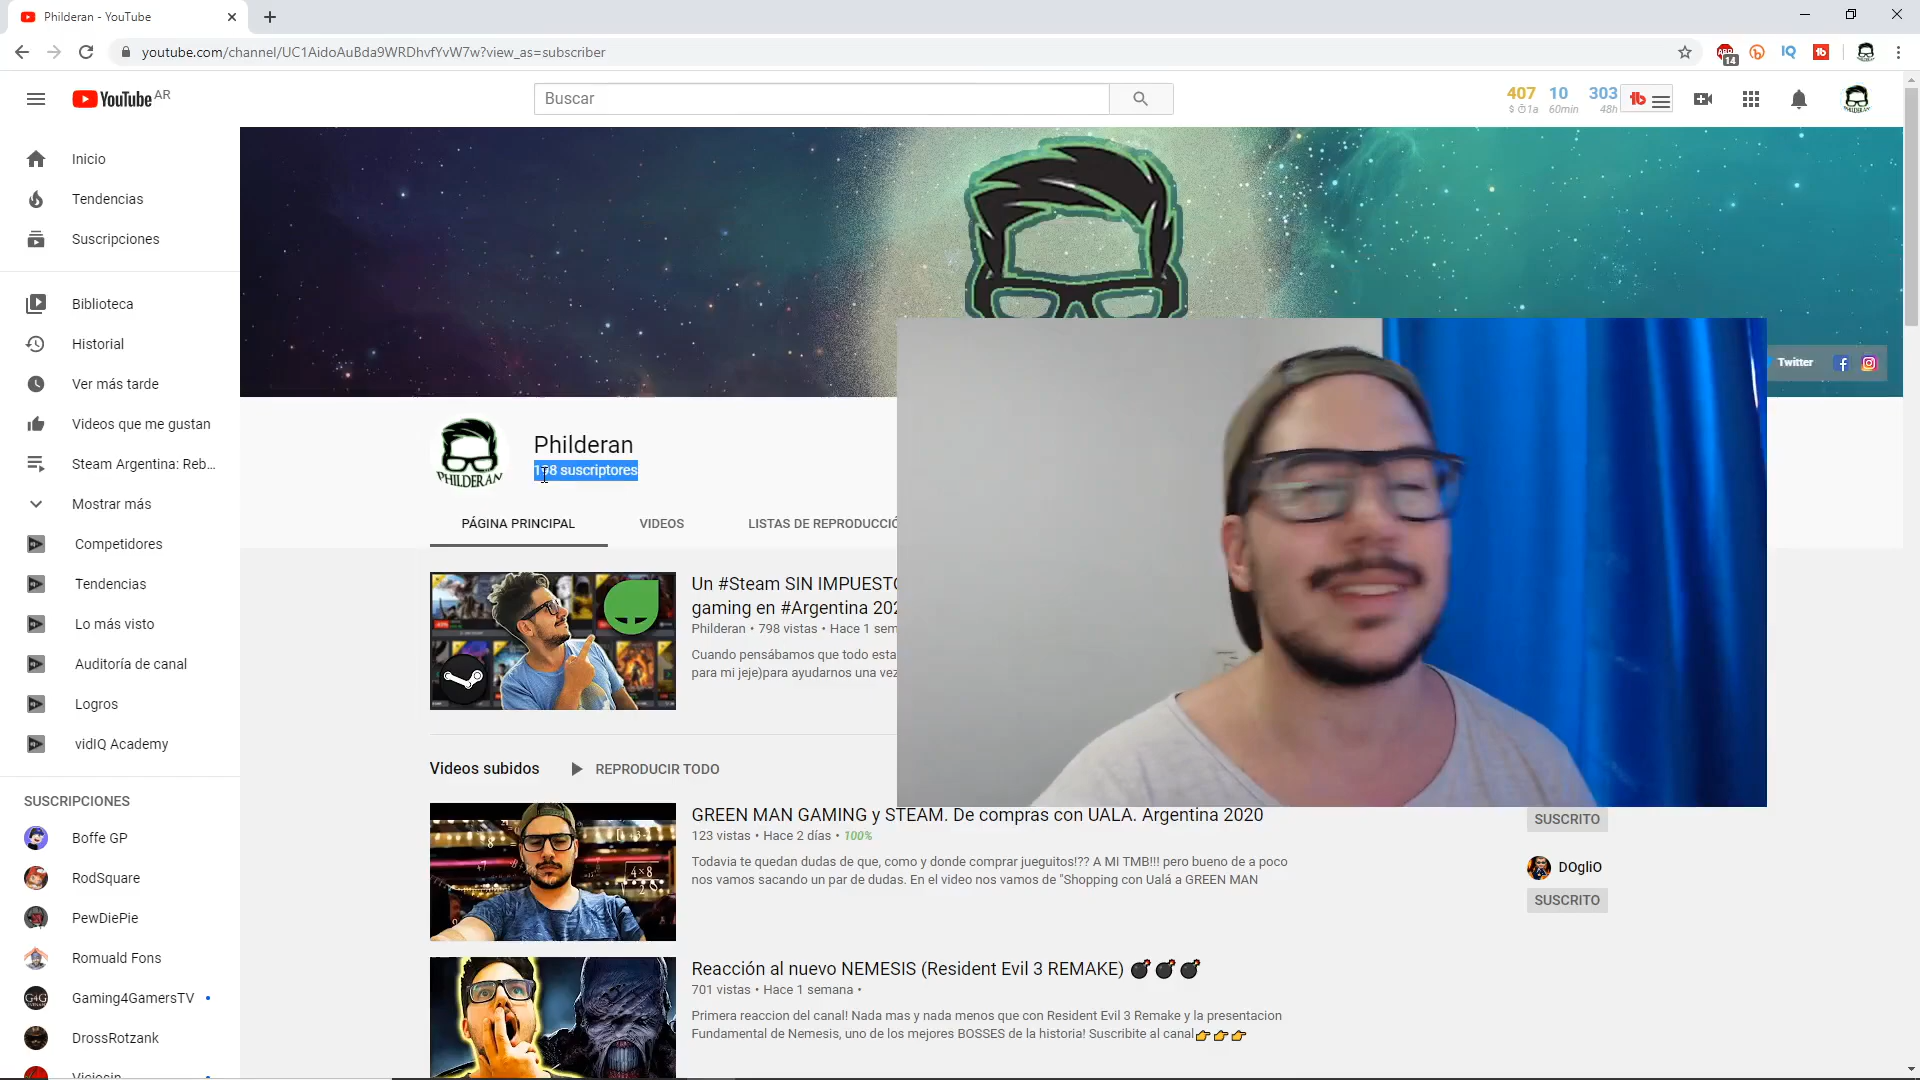 Philderan - YouTube
youtube.com/channel/UC1AidoAuBda9WRDhvfYvW7w?view_as=subscriber
14
YouTube AR
Buscar
407 10 303
1a 60min 48h
Inicio
Tendencias
Suscripciones
Biblioteca
Historial
Ver más tarde
Videos que me gustan
Steam Argentina: Reb...
Mostrar más
Competidores
Tendencias
Lo más visto
Auditoría de canal
Logros
vidIQ Academy
SUSCRIPCIONES
Boffe GP
RodSquare
PewDiePie
Romuald Fons
Gaming4GamersTV
DrossRotzank
Twitter
PHILDERAN
Philderan
suscriptores
PÁGINA PRINCIPAL
VIDEOS
LISTAS DE REPRODUCCIÓ
Un #Steam SIN IMPUESTO
gaming en #Argentina 202
Philderan • 798 vistas • Hace 1 sem
Cuando pensábamos que todo esta
para mi jeje)para ayudarnos una vez
Videos subidos
REPRODUCIR TODO
GREEN MAN GAMING y STEAM. De compras con UALA. Argentina 2020
123 vistas • Hace 2 días • 100%
Todavia te quedan dudas de que, como y donde comprar jueguitos!?? A MI TMB!!! pero bueno de a poco
nos vamos sacando un par de dudas. En el video nos vamos de "Shopping con Ualá a GREEN MAN
4×8
Reacción al nuevo NEMESIS (Resident Evil 3 REMAKE) 💣💣💣
701 vistas • Hace 1 semana •
Primera reaccion del canal! Nada mas y nada menos que con Resident Evil 3 Remake y la presentacion
Fundamental de Nemesis, uno de los mejores BOSSES de la historia! Suscribite al canal👉👉👉
SUSCRITO
DOgliO
SUSCRITO